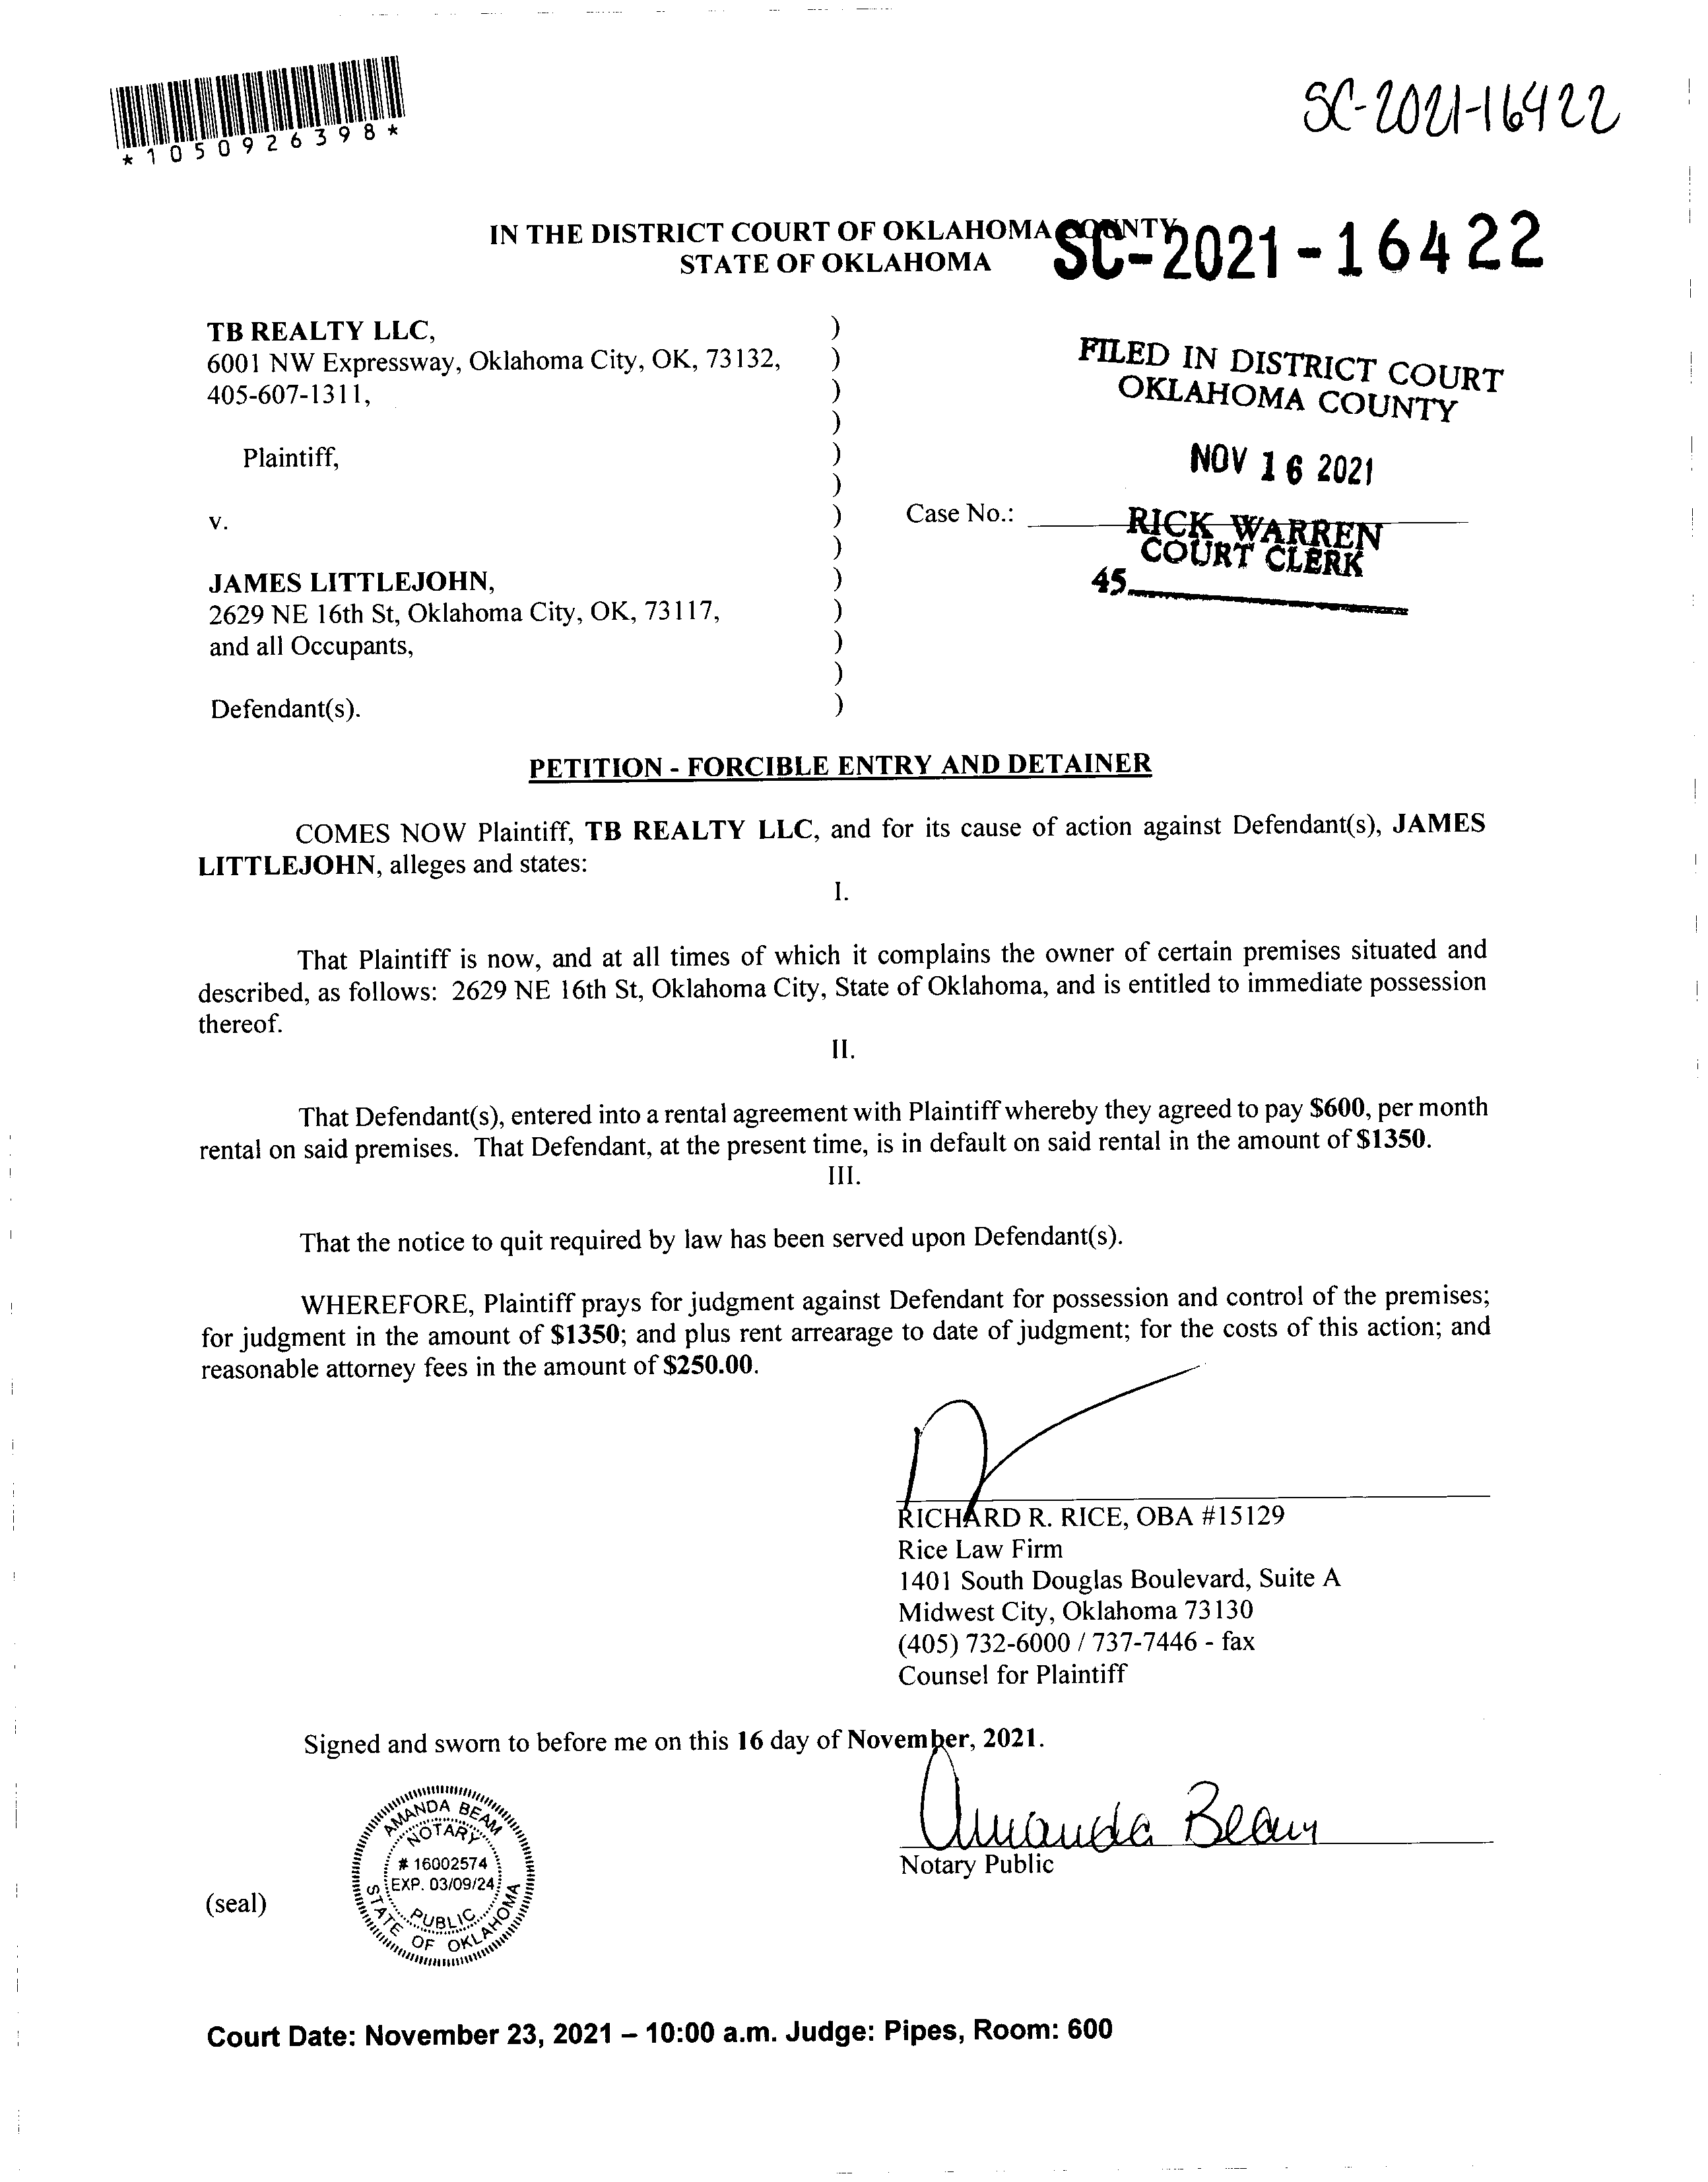 *1050926398*
SC-2021-16422
IN THE DISTRICT COURT OF OKLAHOMA COUNTY
STATE OF OKLAHOMA
SC-2021-16422
TB REALTY LLC, )
6001 NW Expressway, Oklahoma City, OK, 73132, )
405-607-1311, )
)
Plaintiff, )
)
v. )
)
JAMES LITTLEJOHN, )
2629 NE 16th St, Oklahoma City, OK, 73117, )
and all Occupants, )
)
Defendant(s). )
FILED IN DISTRICT COURT
OKLAHOMA COUNTY
NOV 16 2021
Case No.:
RICK WARREN
COURT CLERK
45
PETITION - FORCIBLE ENTRY AND DETAINER
COMES NOW Plaintiff, TB REALTY LLC, and for its cause of action against Defendant(s), JAMES
LITTLEJOHN, alleges and states:
I.
That Plaintiff is now, and at all times of which it complains the owner of certain premises situated and
described, as follows: 2629 NE 16th St, Oklahoma City, State of Oklahoma, and is entitled to immediate possession
thereof.
II.
That Defendant(s), entered into a rental agreement with Plaintiff whereby they agreed to pay $600, per month
rental on said premises. That Defendant, at the present time, is in default on said rental in the amount of $1350.
III.
That the notice to quit required by law has been served upon Defendant(s).
WHEREFORE, Plaintiff prays for judgment against Defendant for possession and control of the premises;
for judgment in the amount of $1350; and plus rent arrearage to date of judgment; for the costs of this action; and
reasonable attorney fees in the amount of $250.00.
RICHARD R. RICE, OBA #15129
Rice Law Firm
1401 South Douglas Boulevard, Suite A
Midwest City, Oklahoma 73130
(405) 732-6000 / 737-7446 - fax
Counsel for Plaintiff
Signed and sworn to before me on this 16 day of November, 2021.
Amanda Beam
Notary Public
(seal)
AMANDA BEAM
NOTARY
# 16002574
EXP. 03/09/24
PUBLIC
STATE OF OKLAHOMA
Court Date: November 23, 2021 – 10:00 a.m. Judge: Pipes, Room: 600